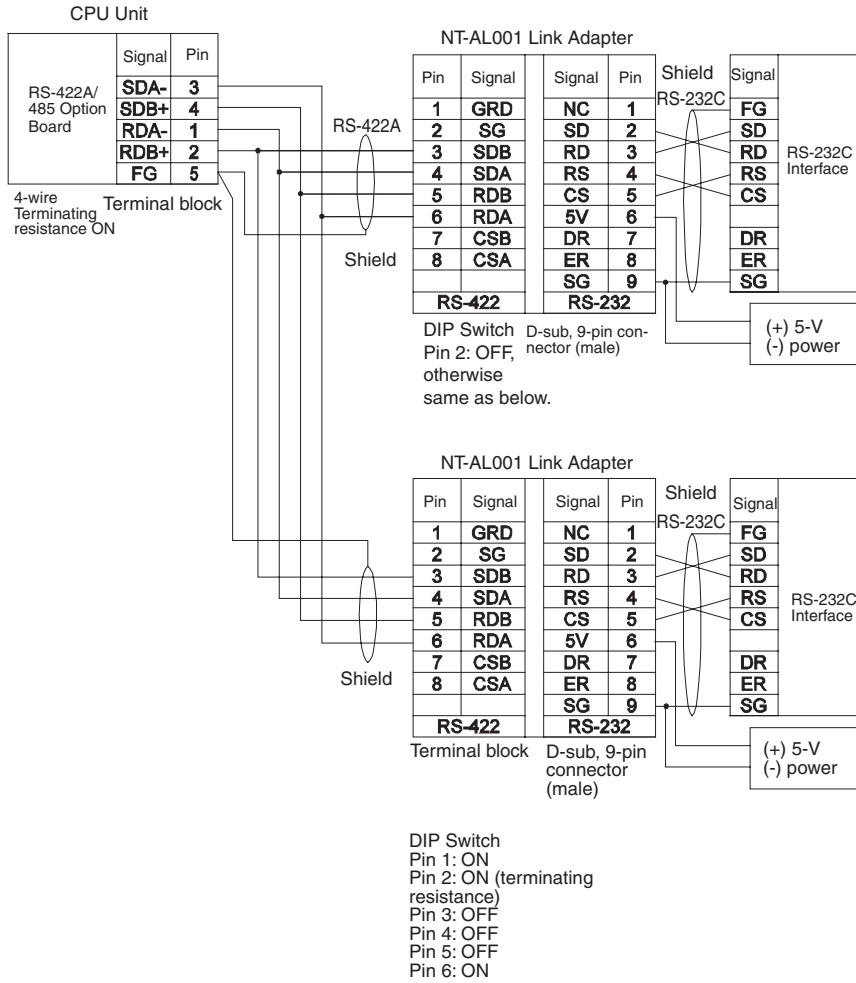 CPU Unit
Signal Pin
RS-422A/
485 Option
Board
SDA- 3
SDB+ 4
RDA- 1
RDB+ 2
FG 5
4-wire
Terminating
resistance ON
Terminal block
RS-422A
Shield
NT-AL001 Link Adapter
Pin Signal Signal Pin
1 GRD NC 1
2 SG SD 2
3 SDB RD 3
4 SDA RS 4
5 RDB CS 5
6 RDA 5V 6
7 CSB DR 7
8 CSA ER 8
SG 9
RS-422 RS-232
Shield
RS-232C
Signal
FG
SD
RD
RS
CS
DR
ER
SG
RS-232C
Interface
(+) 5-V
(-) power
DIP Switch
Pin 2: OFF,
otherwise
same as below.
D-sub, 9-pin con-
nector (male)
NT-AL001 Link Adapter
Pin Signal Signal Pin
1 GRD NC 1
2 SG SD 2
3 SDB RD 3
4 SDA RS 4
5 RDB CS 5
6 RDA 5V 6
7 CSB DR 7
8 CSA ER 8
SG 9
RS-422 RS-232
Shield
Shield
RS-232C
Signal
FG
SD
RD
RS
CS
DR
ER
SG
RS-232C
Interface
(+) 5-V
(-) power
Terminal block
D-sub, 9-pin
connector
(male)
DIP Switch
Pin 1: ON
Pin 2: ON (terminating
resistance)
Pin 3: OFF
Pin 4: OFF
Pin 5: OFF
Pin 6: ON